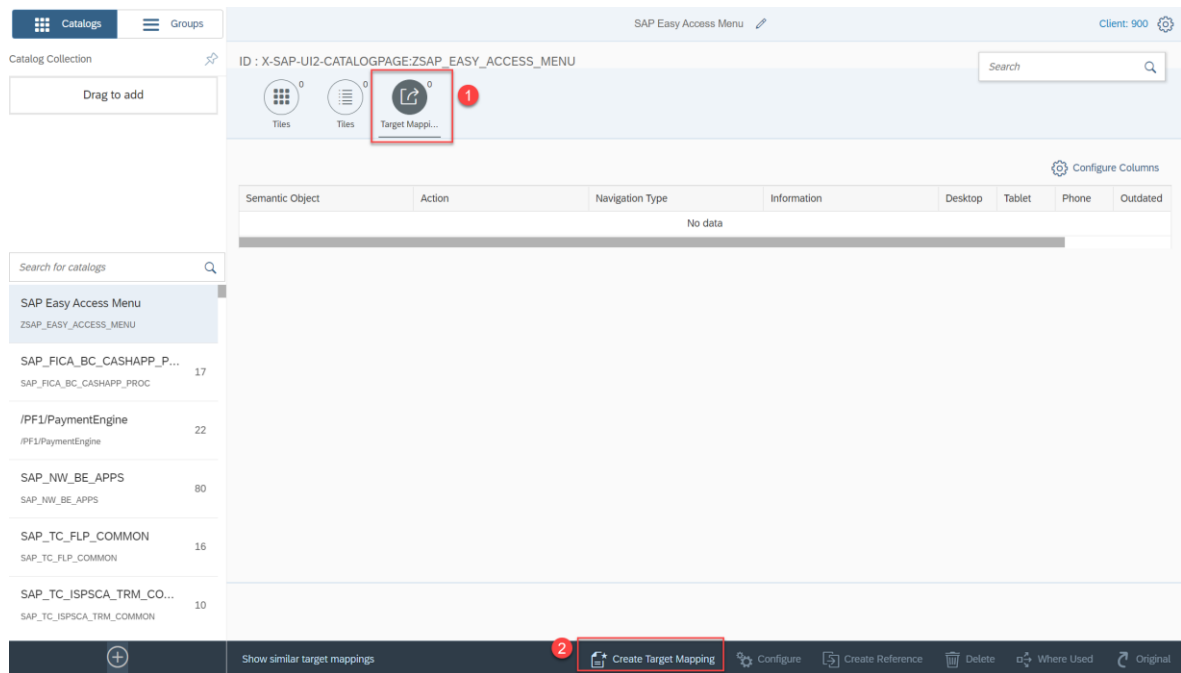 Catalogs
Groups
SAP Easy Access Menu
Client: 900
Catalog Collection
ID : X-SAP-UI2-CATALOGPAGE:ZSAP_EASY_ACCESS_MENU
Search
Drag to add
0
0
0
1
Tiles
Tiles
Target Mappi...
Configure Columns
Semantic Object
Action
Navigation Type
Information
Desktop
Tablet
Phone
Outdated
No data
Search for catalogs
SAP Easy Access Menu
ZSAP_EASY_ACCESS_MENU
SAP_FICA_BC_CASHAPP_P...
17
SAP_FICA_BC_CASHAPP_PROC
/PF1/PaymentEngine
22
/PF1/PaymentEngine
SAP_NW_BE_APPS
80
SAP_NW_BE_APPS
SAP_TC_FLP_COMMON
16
SAP_TC_FLP_COMMON
SAP_TC_ISPSCA_TRM_CO...
10
SAP_TC_ISPSCA_TRM_COMMON
Show similar target mappings
2
Create Target Mapping
Configure
Create Reference
Delete
Where Used
Original